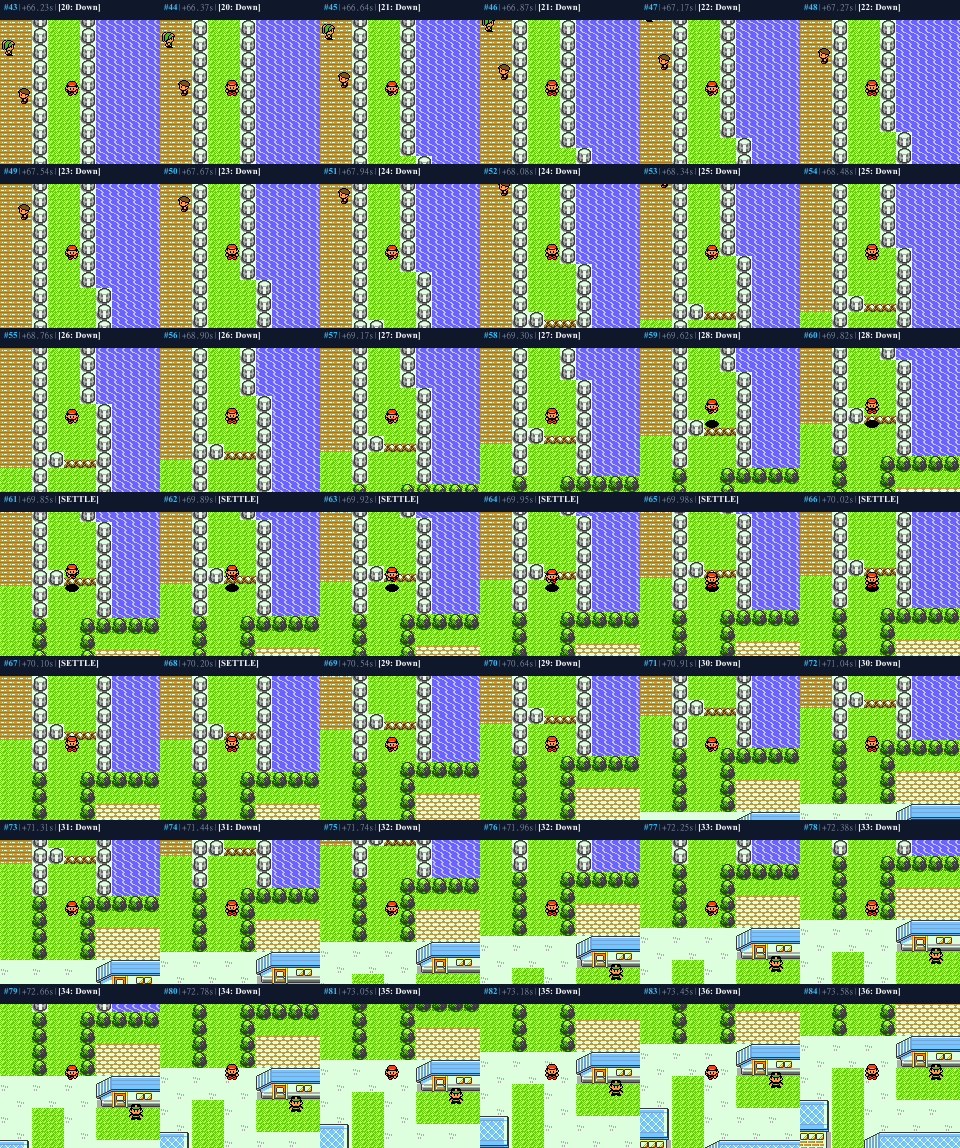 #43|+66.23s|[20: Down] #44|+66.37s|[20: Down] #45|+66.64s|[21: Down] #46|+66.87s|[21: Down] #47|+67.17s|[22: Down] #48|+67.27s|[22: Down]
#49|+67.54s|[23: Down] #50|+67.67s|[23: Down] #51|+67.94s|[24: Down] #52|+68.08s|[24: Down] #53|+68.34s|[25: Down] #54|+68.48s|[25: Down]
#55|+68.76s|[26: Down] #56|+68.90s|[26: Down] #57|+69.17s|[27: Down] #58|+69.30s|[27: Down] #59|+69.62s|[28: Down] #60|+69.82s|[28: Down]
#61|+69.85s|[SETTLE] #62|+69.89s|[SETTLE] #63|+69.92s|[SETTLE] #64|+69.95s|[SETTLE] #65|+69.98s|[SETTLE] #66|+70.02s|[SETTLE]
#67|+70.10s|[SETTLE] #68|+70.20s|[SETTLE] #69|+70.54s|[29: Down] #70|+70.64s|[29: Down] #71|+70.91s|[30: Down] #72|+71.04s|[30: Down]
#73|+71.31s|[31: Down] #74|+71.44s|[31: Down] #75|+71.74s|[32: Down] #76|+71.96s|[32: Down] #77|+72.25s|[33: Down] #78|+72.38s|[33: Down]
#79|+72.66s|[34: Down] #80|+72.78s|[34: Down] #81|+73.05s|[35: Down] #82|+73.18s|[35: Down] #83|+73.45s|[36: Down] #84|+73.58s|[36: Down]